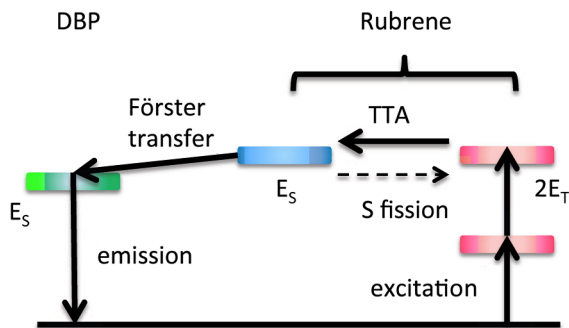 DBP
Rubrene
Förster
transfer
TTA
E_S
E_S
S fission
2E_T
emission
excitation